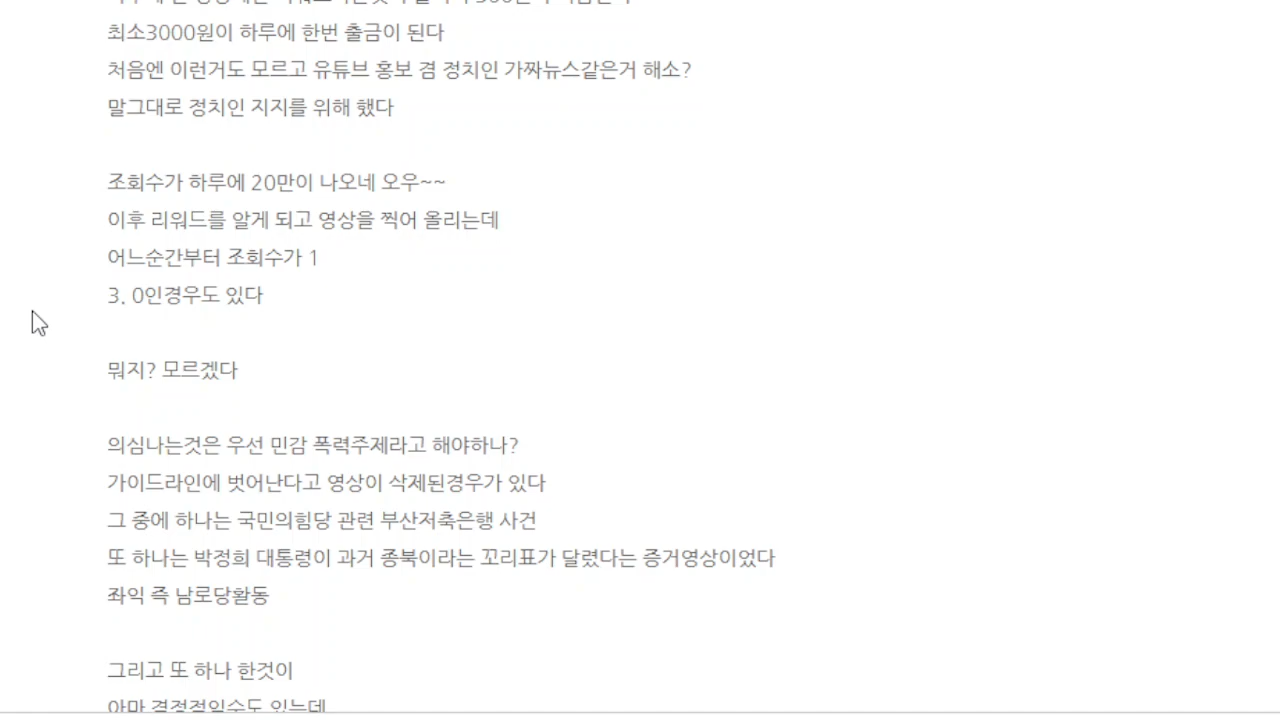 최소3000원이 하루에 한번 출금이 된다
처음엔 이런거도 모르고 유튜브 홍보 겸 정치인 가짜뉴스같은거 해소?
말그대로 정치인 지지를 위해 했다
조회수가 하루에 20만이 나오네 오우~~
이후 리워드를 알게 되고 영상을 찍어 올리는데
어느순간부터 조회수가 1
3. 0인경우도 있다
뭐지? 모르겠다
의심나는것은 우선 민감 폭력주제라고 해야하나?
가이드라인에 벗어난다고 영상이 삭제된경우가 있다
그 중에 하나는 국민의힘당 관련 부산저축은행 사건
또 하나는 박정희 대통령이 과거 종북이라는 꼬리표가 달렸다는 증거영상이었다
좌익 즉 남로당활동
그리고 또 하나 한것이
아마 결정적일수도 있는데